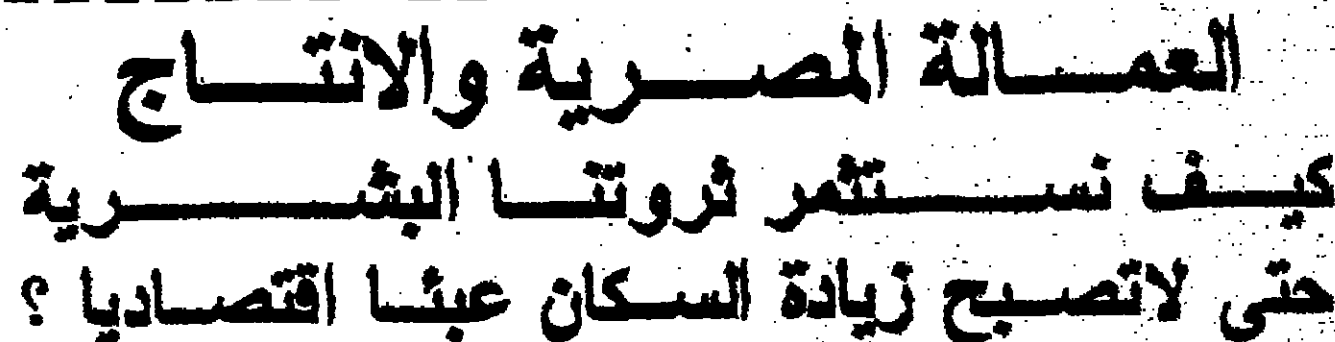 العمالة المصرية والانتاج
كيف نستثمر ثروتنا البشرية
حتى لاتصبح زيادة السكان عبئا اقتصاديا ؟